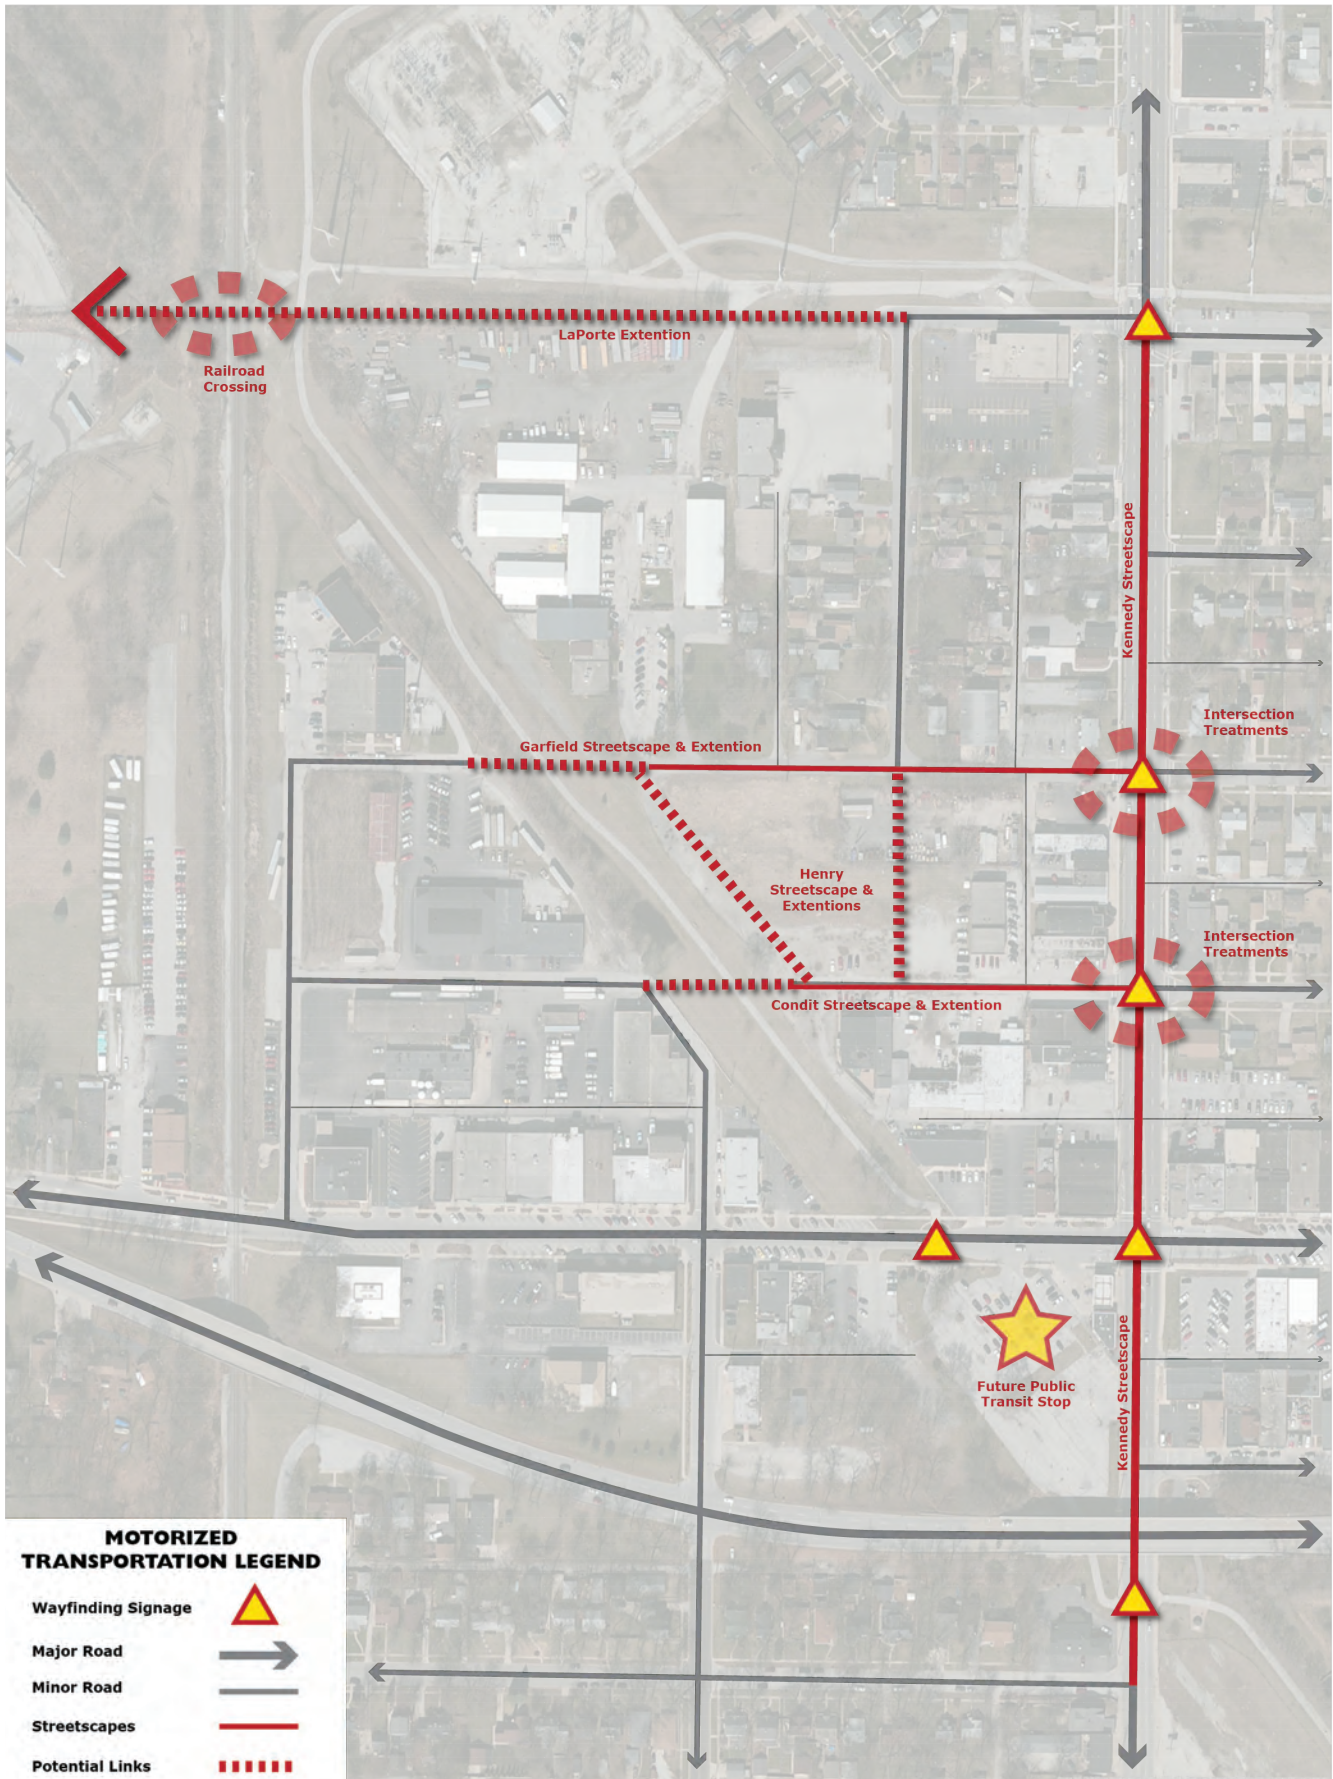 LaPorte Extention
Railroad
Crossing
Kennedy Streetscape
Intersection
Treatments
Garfield Streetscape & Extention
Henry
Streetscape &
Extentions
Intersection
Treatments
Condit Streetscape & Extention
Future Public
Transit Stop
Kennedy Streetscape
MOTORIZED
TRANSPORTATION LEGEND
Wayfinding Signage
Major Road
Minor Road
Streetscapes
Potential Links